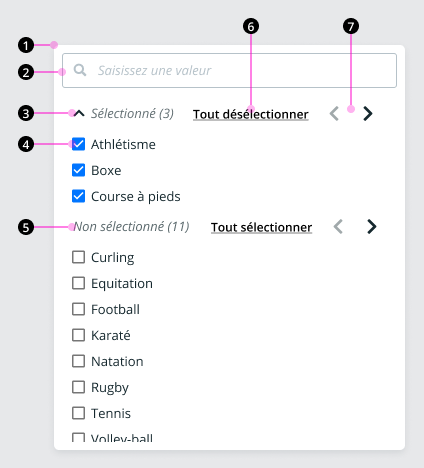 6 7
1
2 Saisissez une valeur
3 Sélectionné (3) Tout désélectionner
4 Athlétisme
Boxe
Course à pieds
5 Non sélectionné (11) Tout sélectionner
Curling
Equitation
Football
Karaté
Natation
Rugby
Tennis
Volley-ball